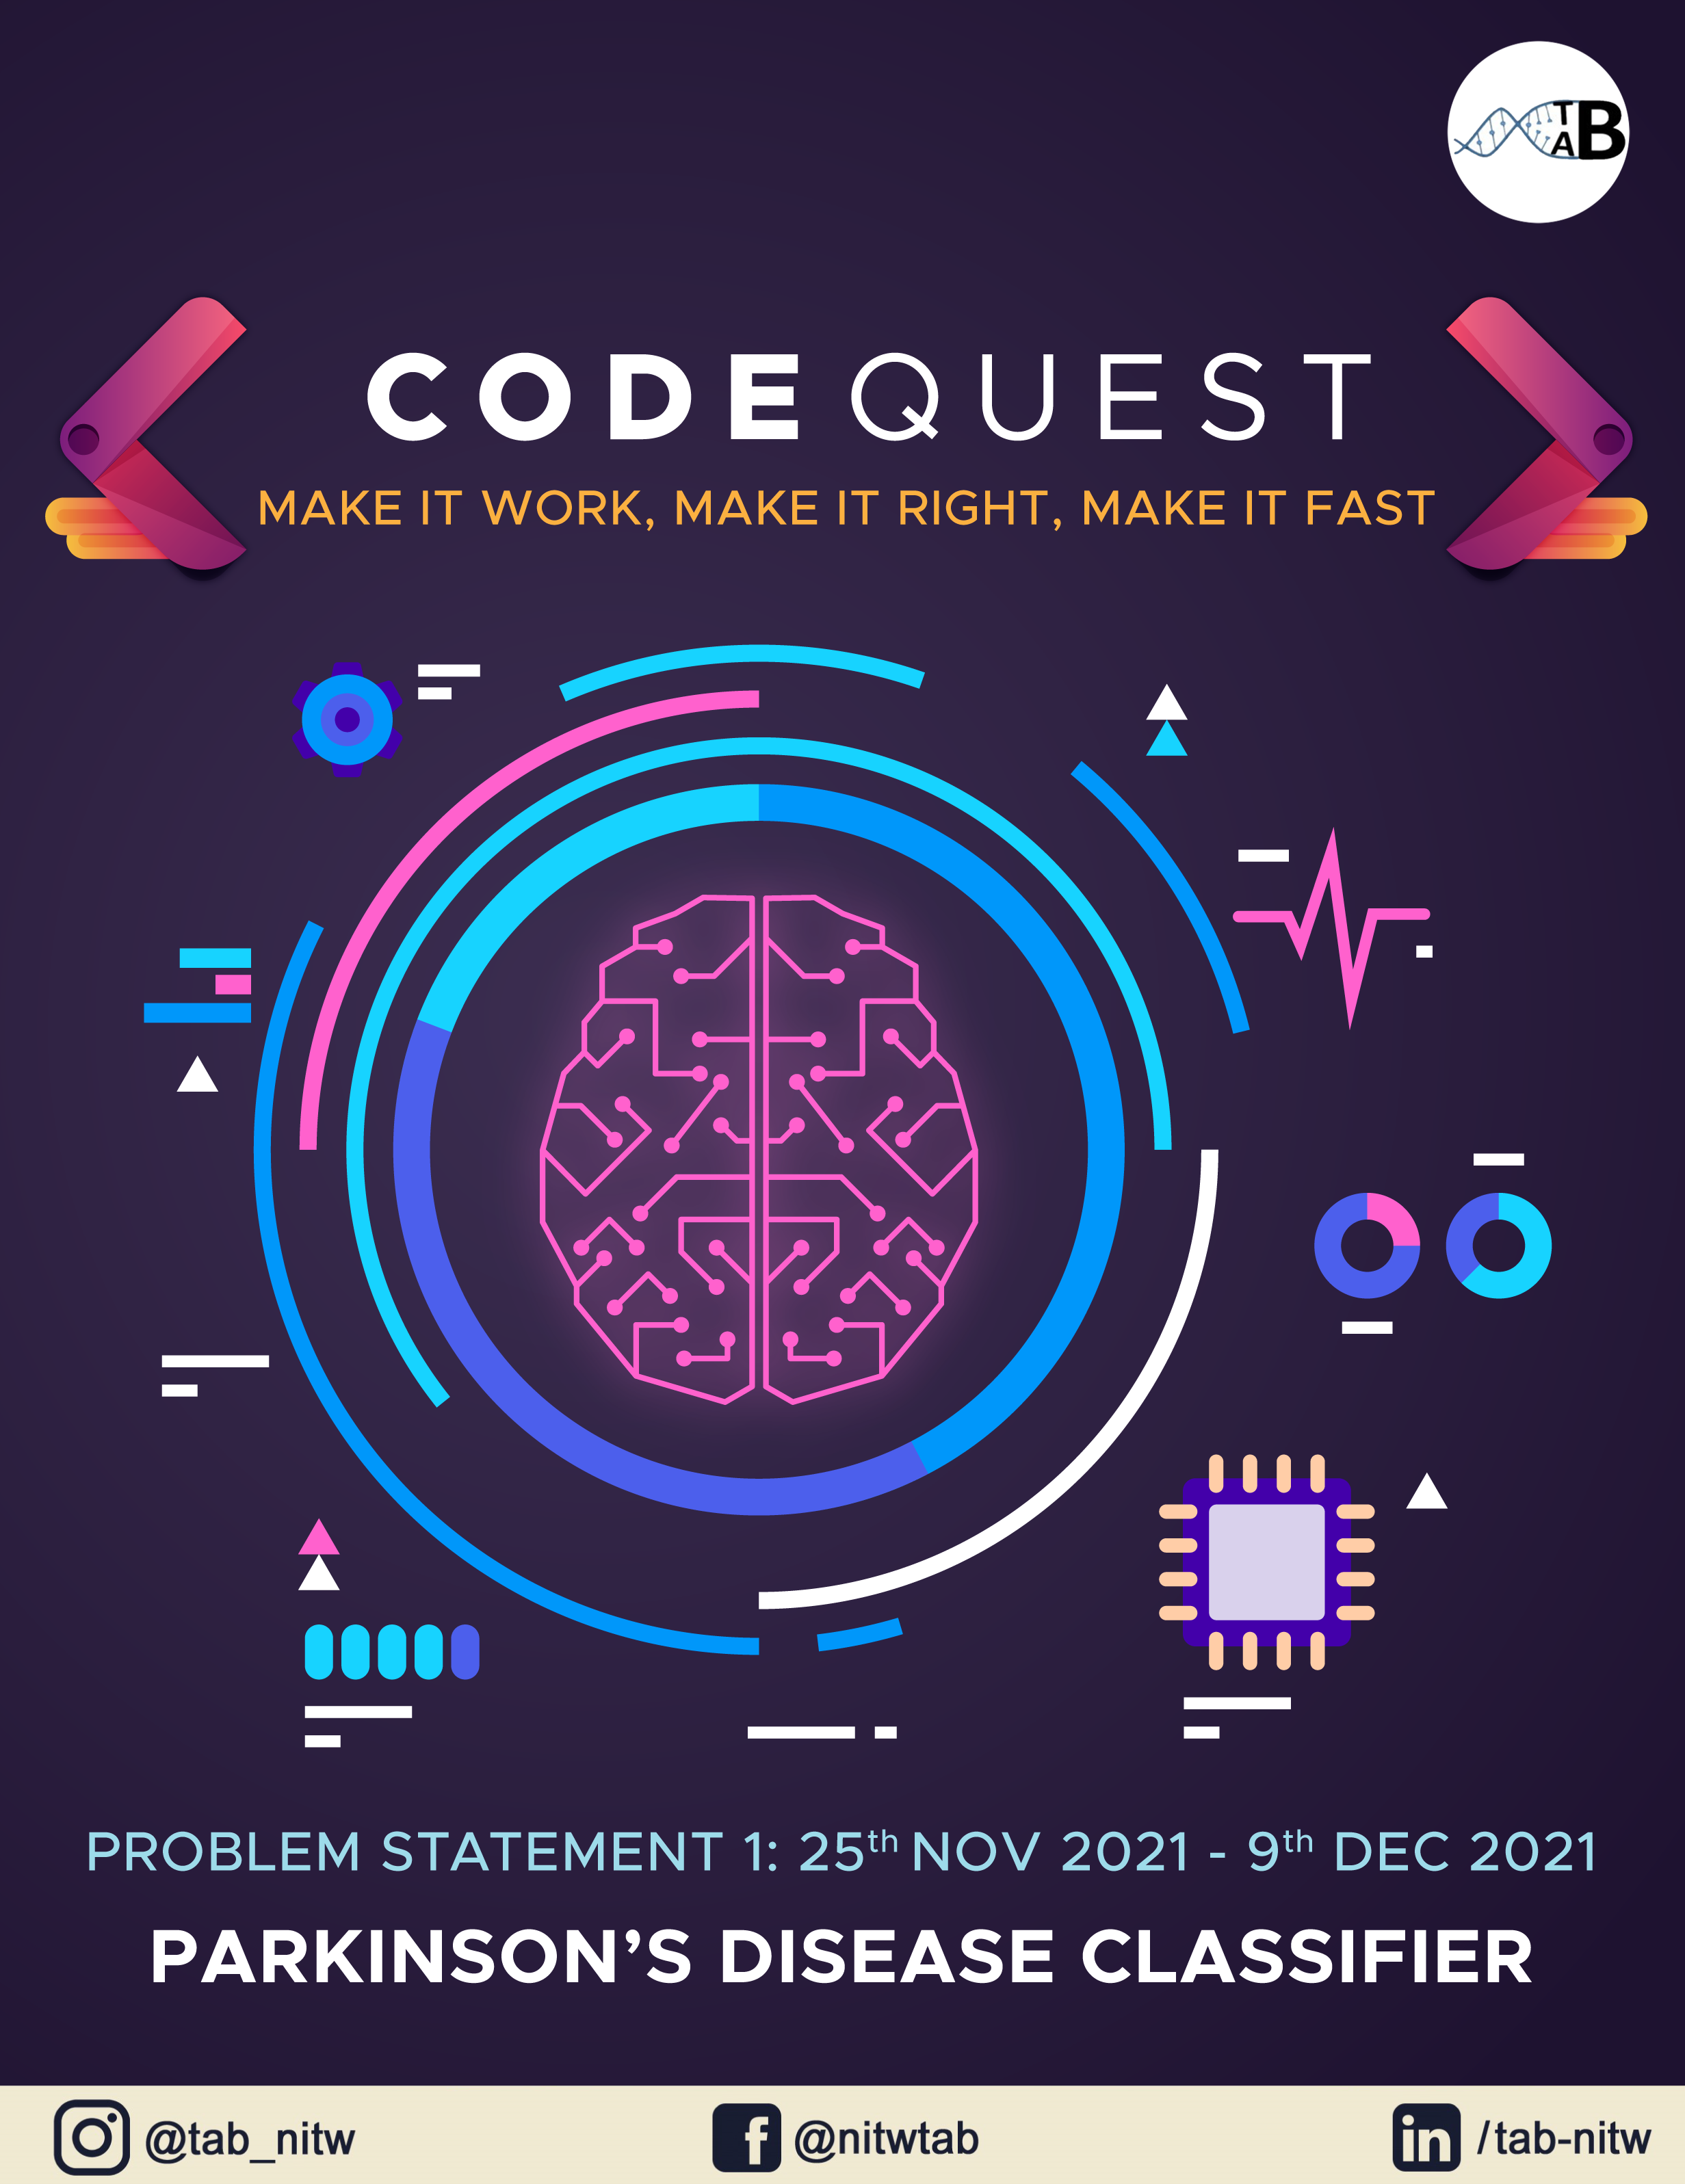 TAB
CODE QUEST
MAKE IT WORK, MAKE IT RIGHT, MAKE IT FAST
PROBLEM STATEMENT 1: 25th NOV 2021 - 9th DEC 2021
PARKINSON'S DISEASE CLASSIFIER
@tab_nitw
@nitwtab
/tab-nitw